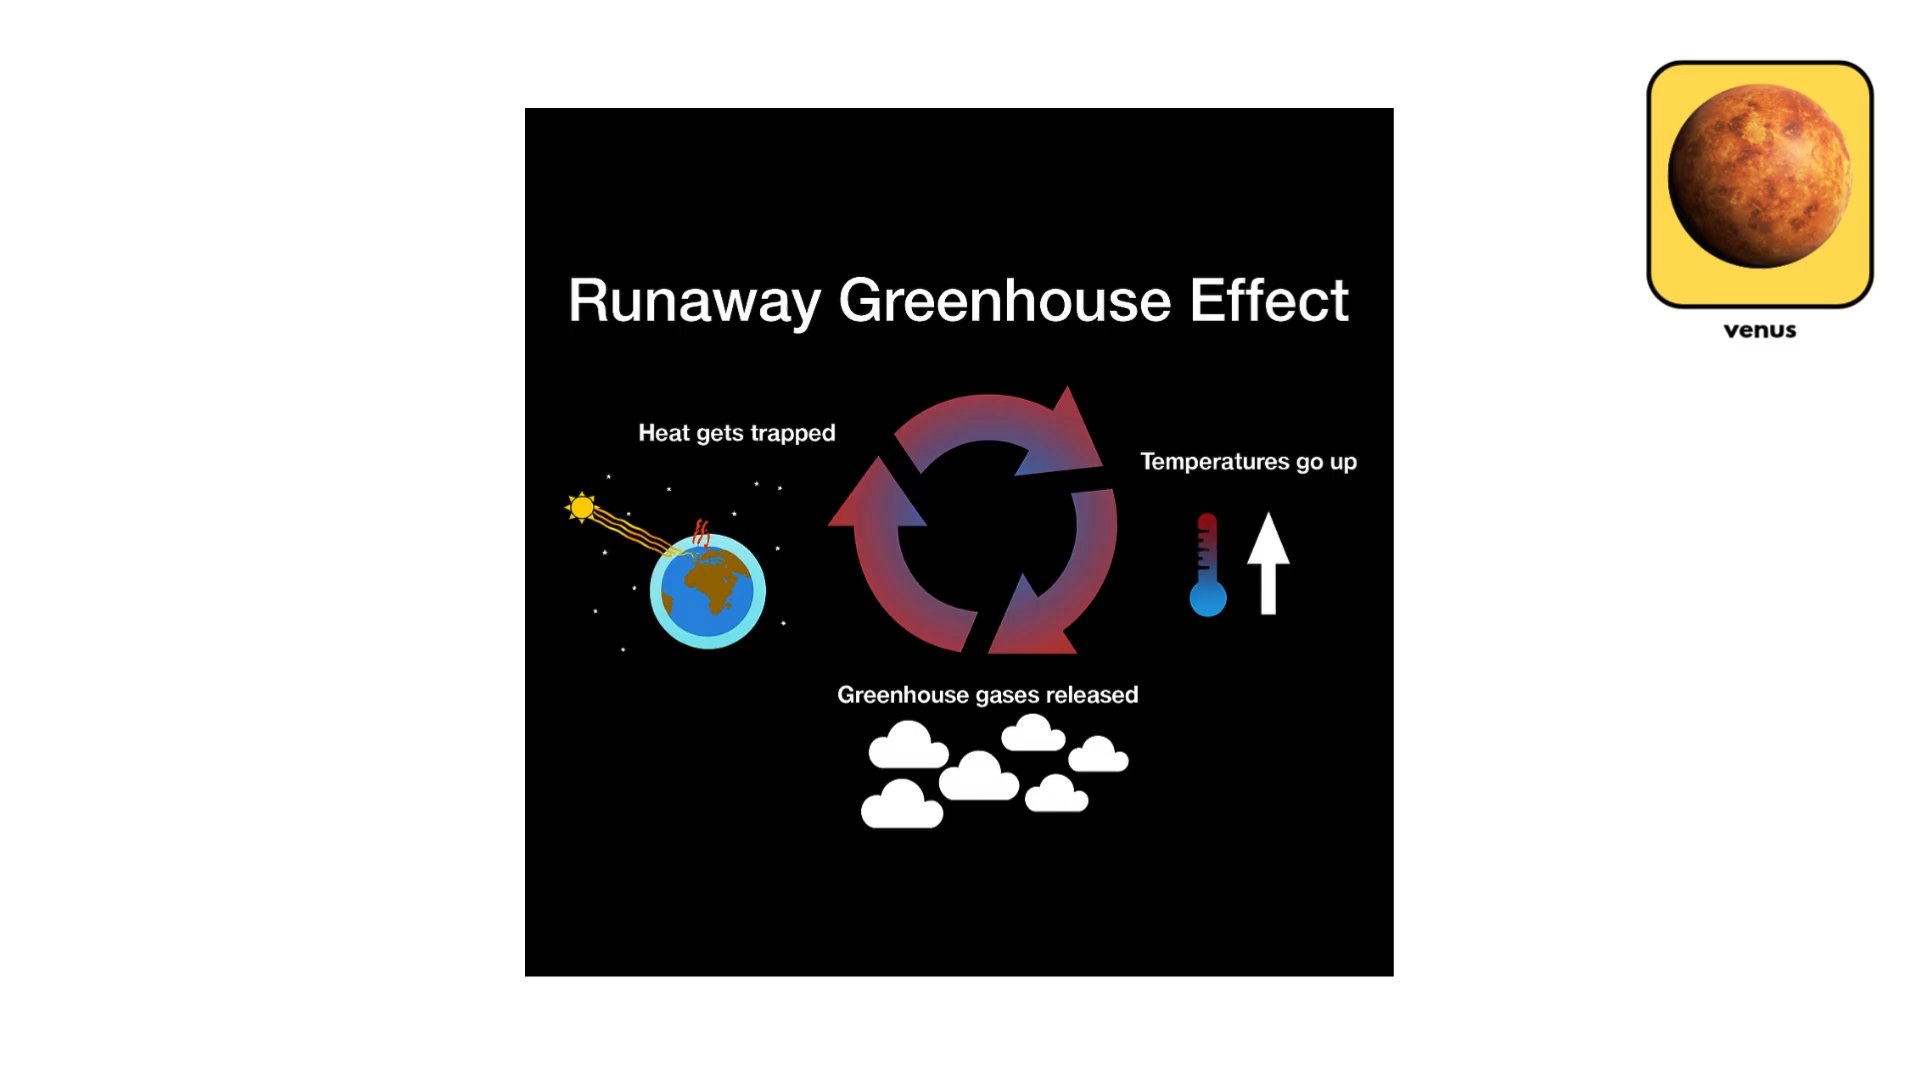 Runaway Greenhouse Effect
Heat gets trapped
Temperatures go up
Greenhouse gases released
venus